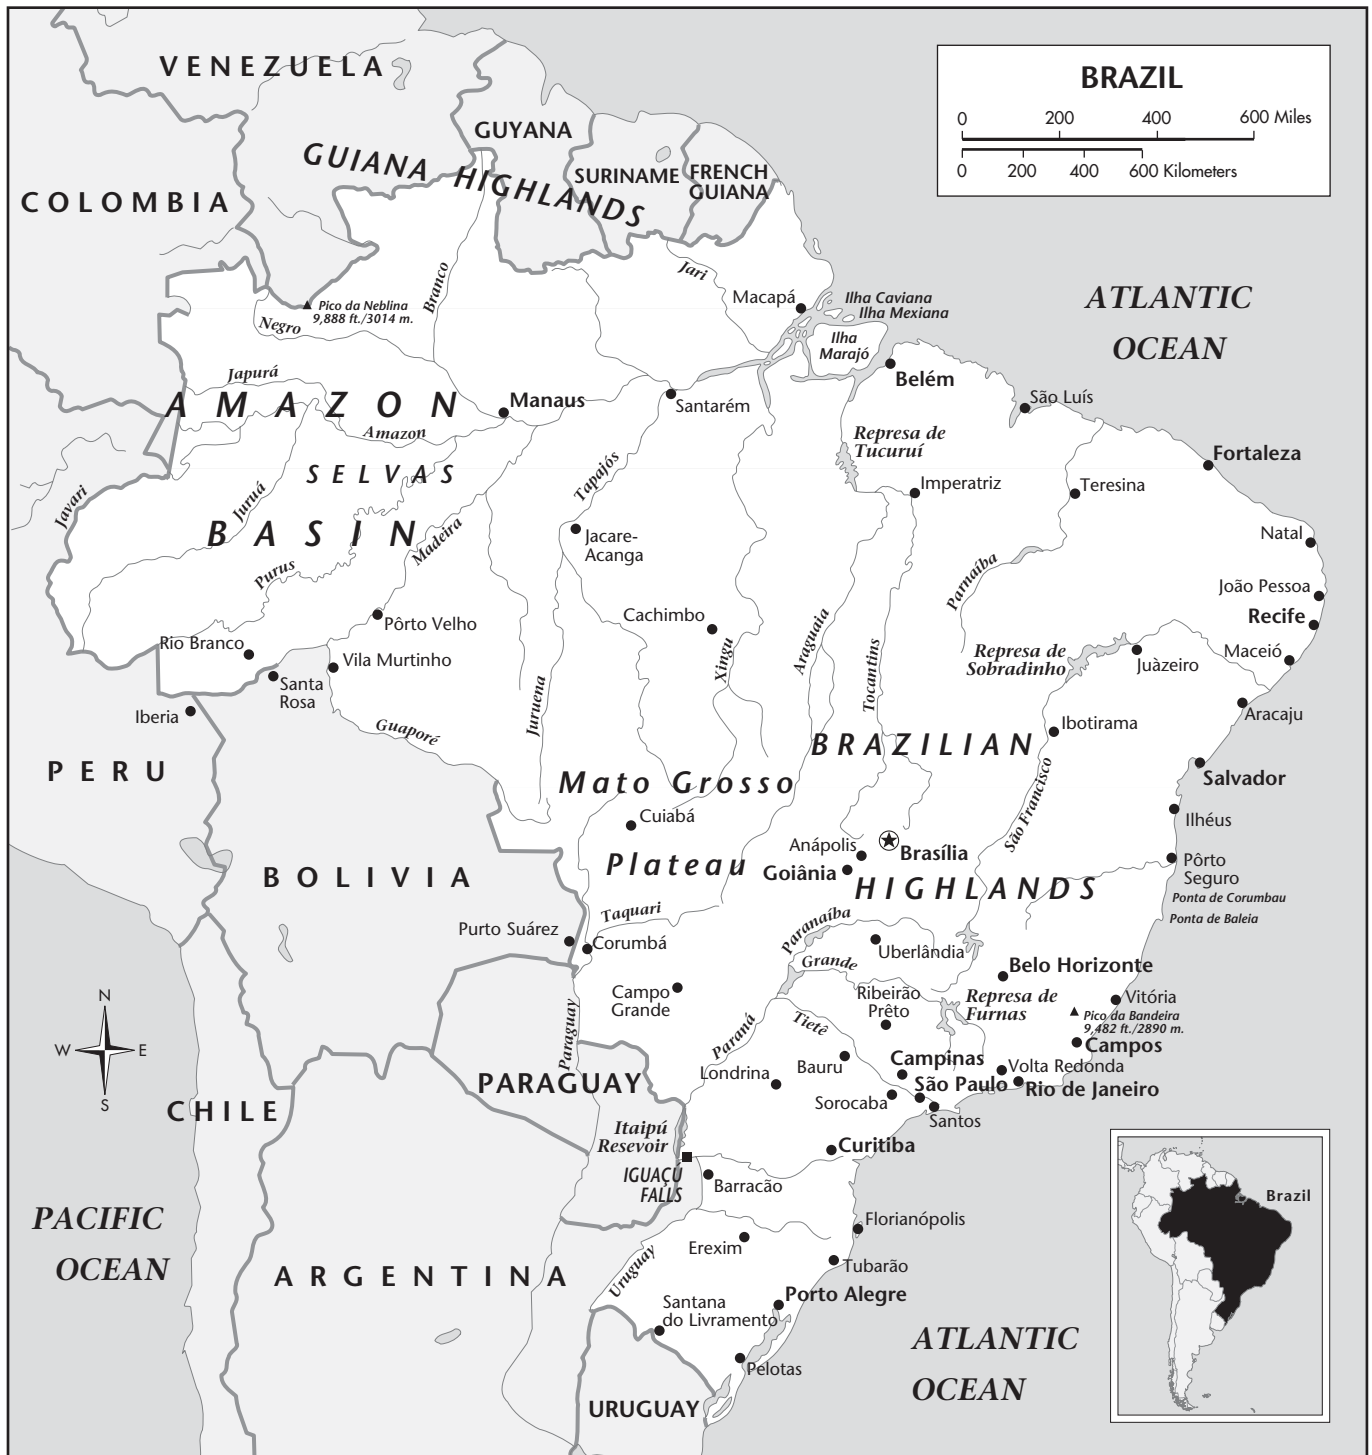 BRAZIL
0 200 400 600 Miles
0 200 400 600 Kilometers
VENEZUELA
GUYANA
SURINAME
FRENCH
GUIANA
COLOMBIA
GUIANA HIGHLANDS
Branco
Jari
Pico da Neblina
9,888 ft./3014 m.
Negro
Macapá
Ilha Caviana
Ilha Mexiana
Ilha
Marajó
ATLANTIC
OCEAN
Japurá
AMAZON
Manaus
Amazon
Santarém
Belém
São Luís
Represa de
Tucuruí
Fortaleza
SELVAS
Javari
Juruá
BASIN
Madeira
Purus
Tapajós
Imperatriz
Teresina
Jacare-
Acanga
Natal
Parnaíba
João Pessoa
Recife
Cachimbo
Xingu
Araguaia
Tocantins
Pôrto Velho
Rio Branco
Vila Murtinho
Santa
Rosa
Iberia
Guaporé
Juruena
Represa de
Sobradinho
Juàzeiro
Maceió
Aracaju
Ibotirama
PERU
BRAZILIAN
Salvador
Mato Grosso
Cuiabá
São Francisco
Ilhéus
Anápolis
Brasília
Plateau
Goiânia
HIGHLANDS
Pôrto
Seguro
Ponta de Corumbau
Ponta de Baleia
BOLIVIA
Taquari
Purto Suárez
Corumbá
Paranaíba
Uberlândia
Grande
Belo Horizonte
Campo
Grande
Ribeirão
Prêto
Represa de
Furnas
Vitória
Pico da Bandeira
9,482 ft./2890 m.
Campos
N
W E
S
Paraguay
Paraná
Tietê
Bauru
Campinas
Volta Redonda
Londrina
São Paulo
Rio de Janeiro
Sorocaba
Santos
PARAGUAY
CHILE
Itaipú
Resevoir
Curitiba
IGUAÇÚ
FALLS
Barracão
Brazil
PACIFIC
OCEAN
Florianópolis
Erexim
Uruguay
Tubarão
ARGENTINA
Santana
do Livramento
Porto Alegre
ATLANTIC
OCEAN
Pelotas
URUGUAY